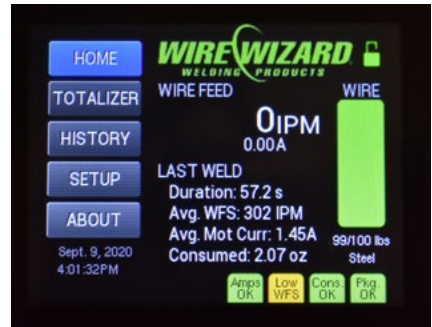 HOME
TOTALIZER
HISTORY
SETUP
ABOUT
Sept. 9, 2020
4:01:32PM
WIRE WIZARD
WELDING PRODUCTS
WIRE FEED
0IPM
0.00A
LAST WELD
Duration: 57.2 s
Avg. WFS: 302 IPM
Avg. Mot Curr: 1.45A
Consumed: 2.07 oz
WIRE
99/100 lbs
Steel
Amps OK
Low WFS
Cons. OK
Pkg. OK